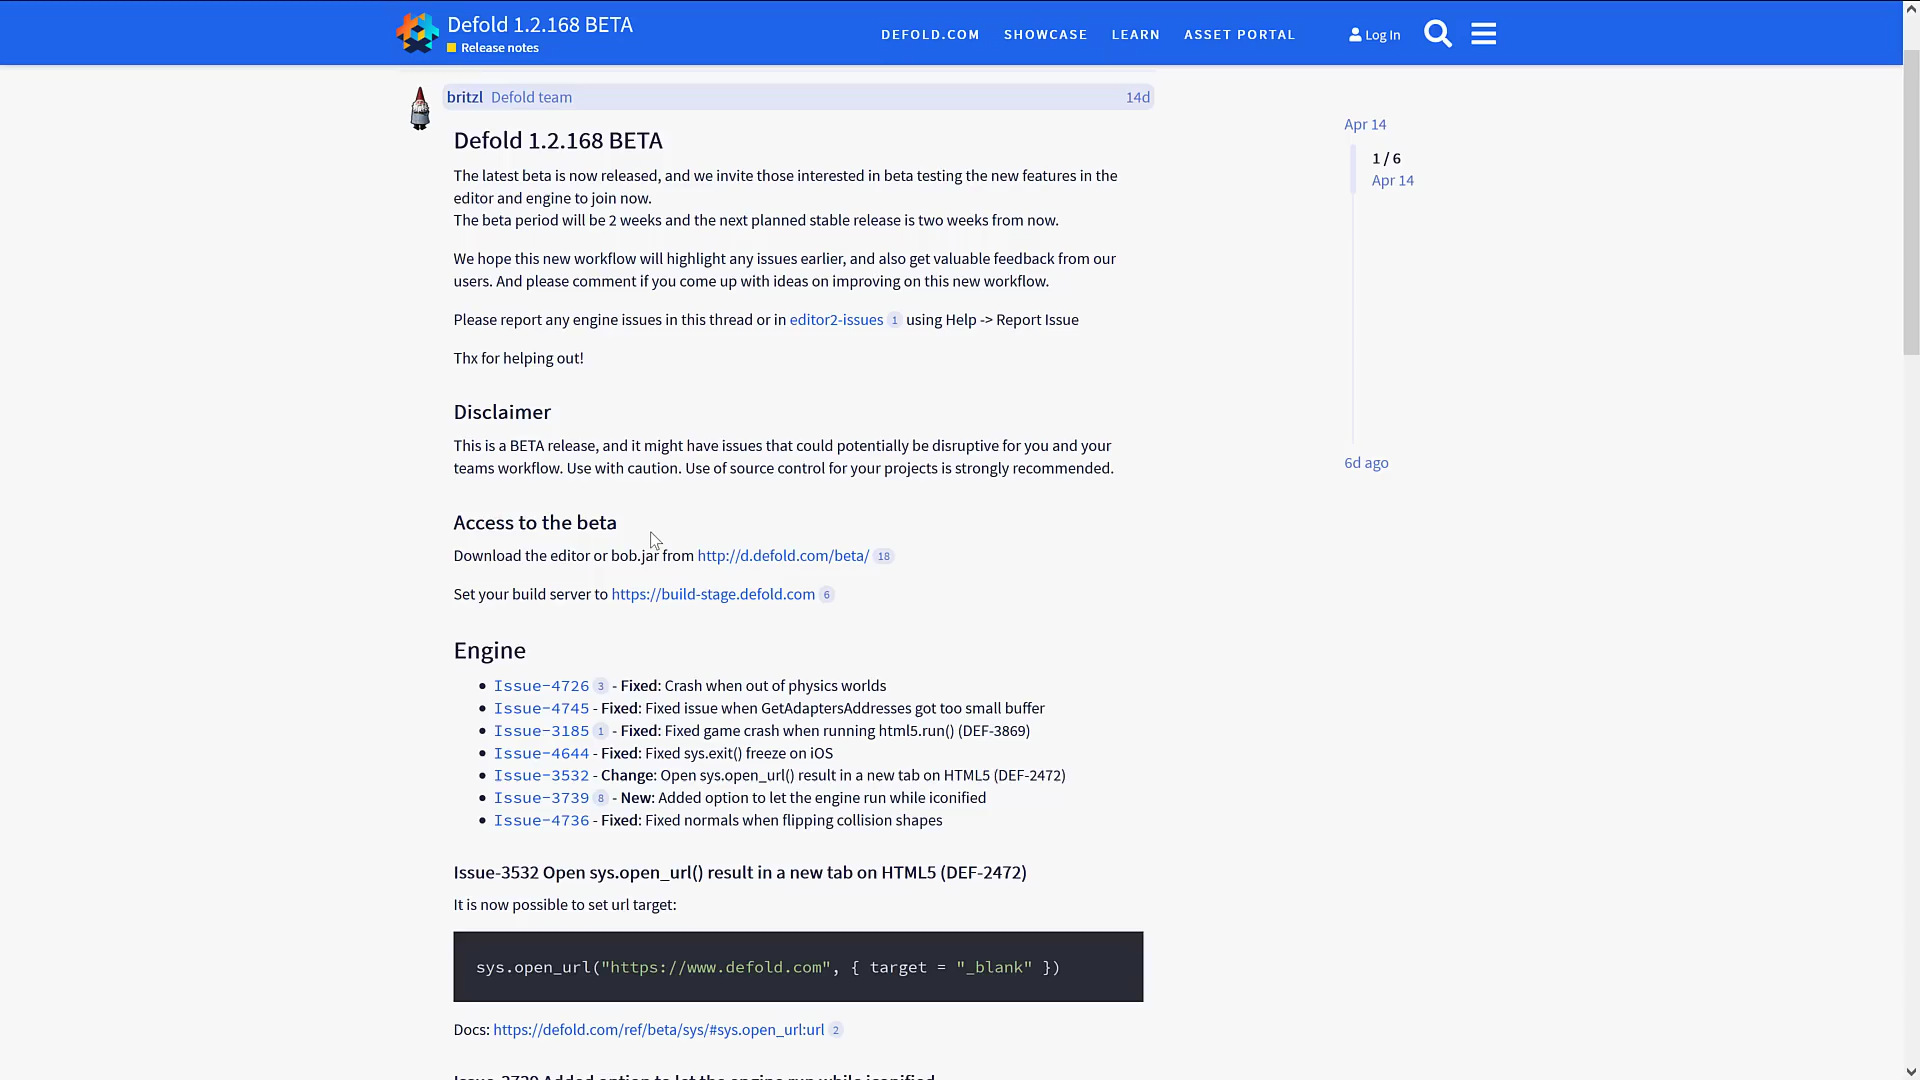 Defold 1.2.168 BETA
Release notes
DEFOLD.COM
SHOWCASE
LEARN
ASSET PORTAL
Log In
britzl Defold team 14d
Defold 1.2.168 BETA
The latest beta is now released, and we invite those interested in beta testing the new features in the
editor and engine to join now.
The beta period will be 2 weeks and the next planned stable release is two weeks from now.
We hope this new workflow will highlight any issues earlier, and also get valuable feedback from our
users. And please comment if you come up with ideas on improving on this new workflow.
Please report any engine issues in this thread or in editor2-issues 1 using Help -> Report Issue
Thx for helping out!
Disclaimer
This is a BETA release, and it might have issues that could potentially be disruptive for you and your
teams workflow. Use with caution. Use of source control for your projects is strongly recommended.
Access to the beta
Download the editor or bob.jar from http://d.defold.com/beta/ 18
Set your build server to https://build-stage.defold.com 6
Engine
Issue-4726 3 - Fixed: Crash when out of physics worlds
Issue-4745 - Fixed: Fixed issue when GetAdaptersAddresses got too small buffer
Issue-3185 1 - Fixed: Fixed game crash when running html5.run() (DEF-3869)
Issue-4644 - Fixed: Fixed sys.exit() freeze on iOS
Issue-3532 - Change: Open sys.open_url() result in a new tab on HTML5 (DEF-2472)
Issue-3739 8 - New: Added option to let the engine run while iconified
Issue-4736 - Fixed: Fixed normals when flipping collision shapes
Issue-3532 Open sys.open_url() result in a new tab on HTML5 (DEF-2472)
It is now possible to set url target:
sys.open_url("https://www.defold.com", { target = "_blank" })
Docs: https://defold.com/ref/beta/sys/#sys.open_url:url 2
Issue-3739 Added option to let the engine run while iconified
Apr 14
1 / 6
Apr 14
6d ago